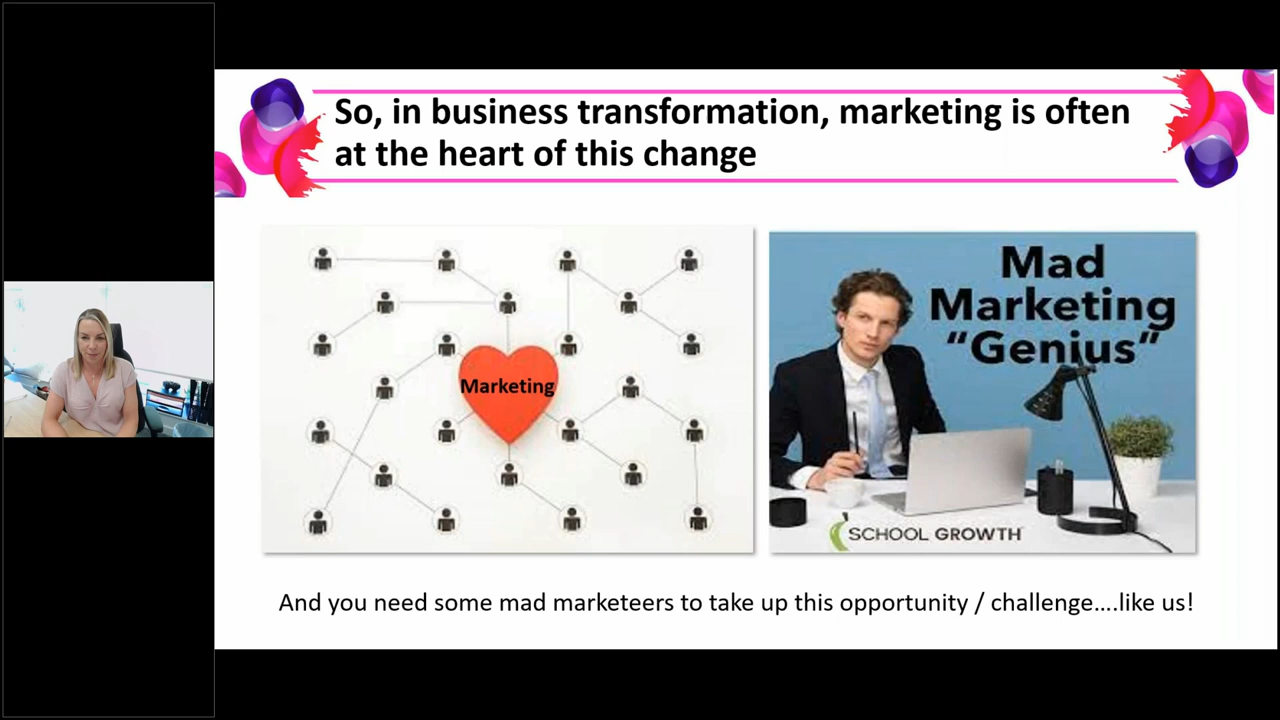 So, in business transformation, marketing is often
at the heart of this change
Marketing
Mad
Marketing
“Genius”
SCHOOL GROWTH
And you need some mad marketeers to take up this opportunity / challenge....like us!